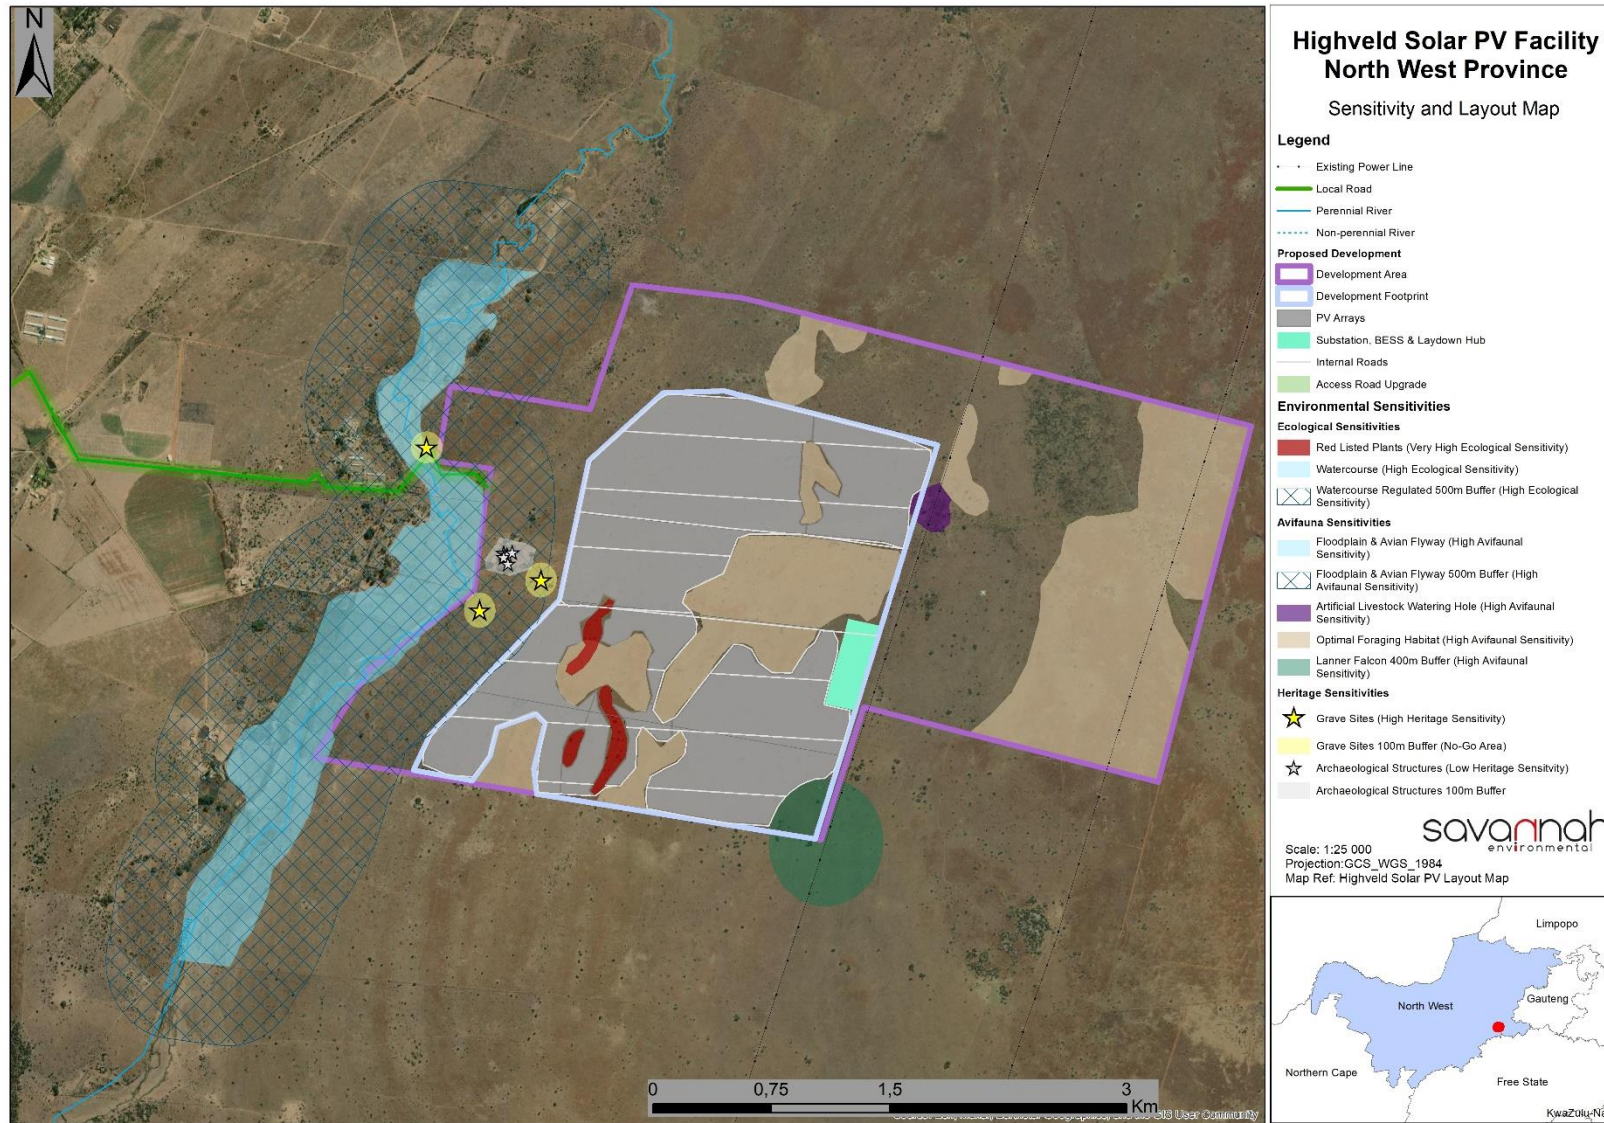 N
Highveld Solar PV Facility
North West Province
Sensitivity and Layout Map
Legend
Existing Power Line
Local Road
Perennial River
Non-perennial River
Proposed Development
Development Area
Development Footprint
PV Arrays
Substation, BESS & Laydown Hub
Internal Roads
Access Road Upgrade
Environmental Sensitivities
Ecological Sensitivities
Red Listed Plants (Very High Ecological Sensitivity)
Watercourse (High Ecological Sensitivity)
Watercourse Regulated 500m Buffer (High Ecological
Sensitivity)
Avifauna Sensitivities
Floodplain & Avian Flyway (High Avifaunal
Sensitivity)
Floodplain & Avian Flyway 500m Buffer (High
Avifaunal Sensitivity)
Artificial Livestock Watering Hole (High Avifaunal
Sensitivity)
Optimal Foraging Habitat (High Avifaunal Sensitivity)
Lanner Falcon 400m Buffer (High Avifaunal
Sensitivity)
Heritage Sensitivities
Grave Sites (High Heritage Sensitivity)
Grave Sites 100m Buffer (No-Go Area)
Archaeological Structures (Low Heritage Sensitivity)
Archaeological Structures 100m Buffer
savannah
environmental
Scale: 1:25 000
Projection:GCS_WGS_1984
Map Ref: Highveld Solar PV Layout Map
Limpopo
North West
Gauteng
Northern Cape
Free State
KwaZulu-Na
0 0,75 1,5 3
Km
GIS User Community